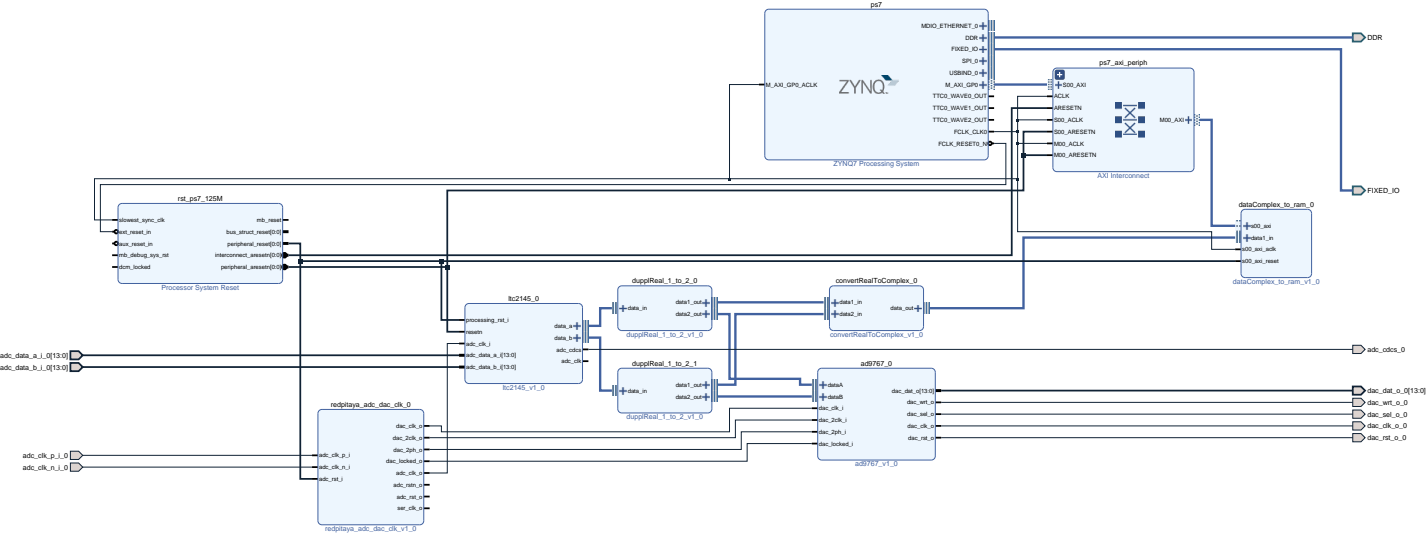 ps7
MDIO_ETHERNET_0
DDR
FIXED_IO
SPI_0
USBIND_0
M_AXI_GP0_ACLK
M_AXI_GP0
TTC0_WAVE0_OUT
TTC0_WAVE1_OUT
TTC0_WAVE2_OUT
FCLK_CLK0
FCLK_RESET0_N
ZYNQ
ZYNQ7 Processing System
DDR
ps7_axi_periph
S00_AXI
ACLK
ARESETN
S00_ACLK
S00_ARESETN
M00_ACLK
M00_ARESETN
M00_AXI
AXI Interconnect
FIXED_IO
rst_ps7_125M
slowest_sync_clk
ext_reset_in
aux_reset_in
mb_debug_sys_rst
dcm_locked
mb_reset
bus_struct_reset[0:0]
peripheral_reset[0:0]
interconnect_aresetn[0:0]
peripheral_aresetn[0:0]
Processor System Reset
dataComplex_to_ram_0
s00_axi
data1_in
s00_axi_aclk
s00_axi_reset
dataComplex_to_ram_v1_0
ltc2145_0
processing_rst_i
resetn
adc_clk_i
adc_data_a_i[13:0]
adc_data_b_i[13:0]
data_a
data_b
adc_cdcs
adc_clk
ltc2145_v1_0
dupplReal_1_to_2_0
data_in
data1_out
data2_out
dupplReal_1_to_2_v1_0
convertRealToComplex_0
data1_in
data2_in
data_out
convertRealToComplex_v1_0
adc_data_a_i_0[13:0]
adc_data_b_i_0[13:0]
adc_cdcs_0
dupplReal_1_to_2_1
data_in
data1_out
data2_out
dupplReal_1_to_2_v1_0
ad9767_0
dataA
dataB
dac_clk_i
dac_2clk_i
dac_2ph_i
dac_locked_i
dac_dat_o[13:0]
dac_wrt_o
dac_sel_o
dac_clk_o
dac_rst_o
ad9767_v1_0
dac_dat_o_0[13:0]
dac_wrt_o_0
dac_sel_o_0
dac_clk_o_0
dac_rst_o_0
redpitaya_adc_dac_clk_0
adc_clk_p_i_0
adc_clk_n_i_0
adc_clk_p_i
adc_clk_n_i
adc_rst_i
dac_clk_o
dac_2clk_o
dac_2ph_o
dac_locked_o
adc_clk_o
adc_rstn_o
adc_rst_o
ser_clk_o
redpitaya_adc_dac_clk_v1_0